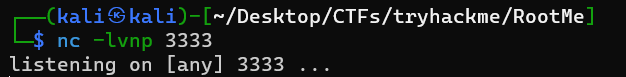 ┌──(kali㉿kali)-[~/Desktop/CTFs/tryhackme/RootMe]
└─$ nc -lvnp 3333
listening on [any] 3333 ...